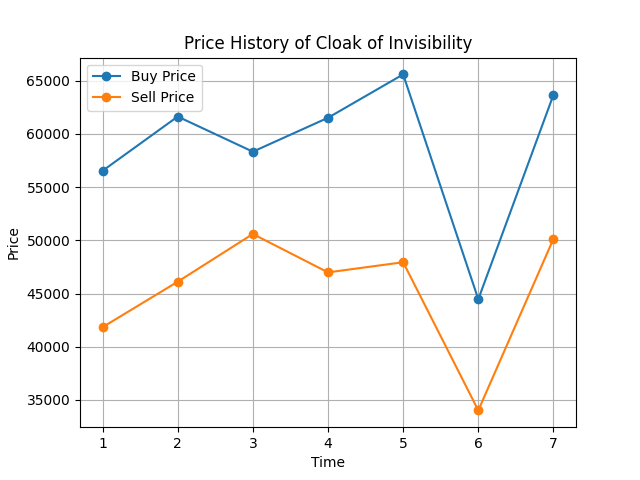 Price History of Cloak of Invisibility
Buy Price
Sell Price
Price
65000
60000
55000
50000
45000
40000
35000
1 2 3 4 5 6 7
Time